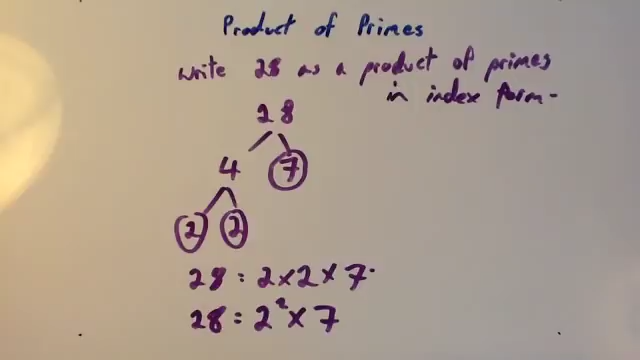 Product of Primes
Write 28 as a product of primes
in index form.
28
4 7
2 2
28 = 2 × 2 × 7.
28 = 2² × 7